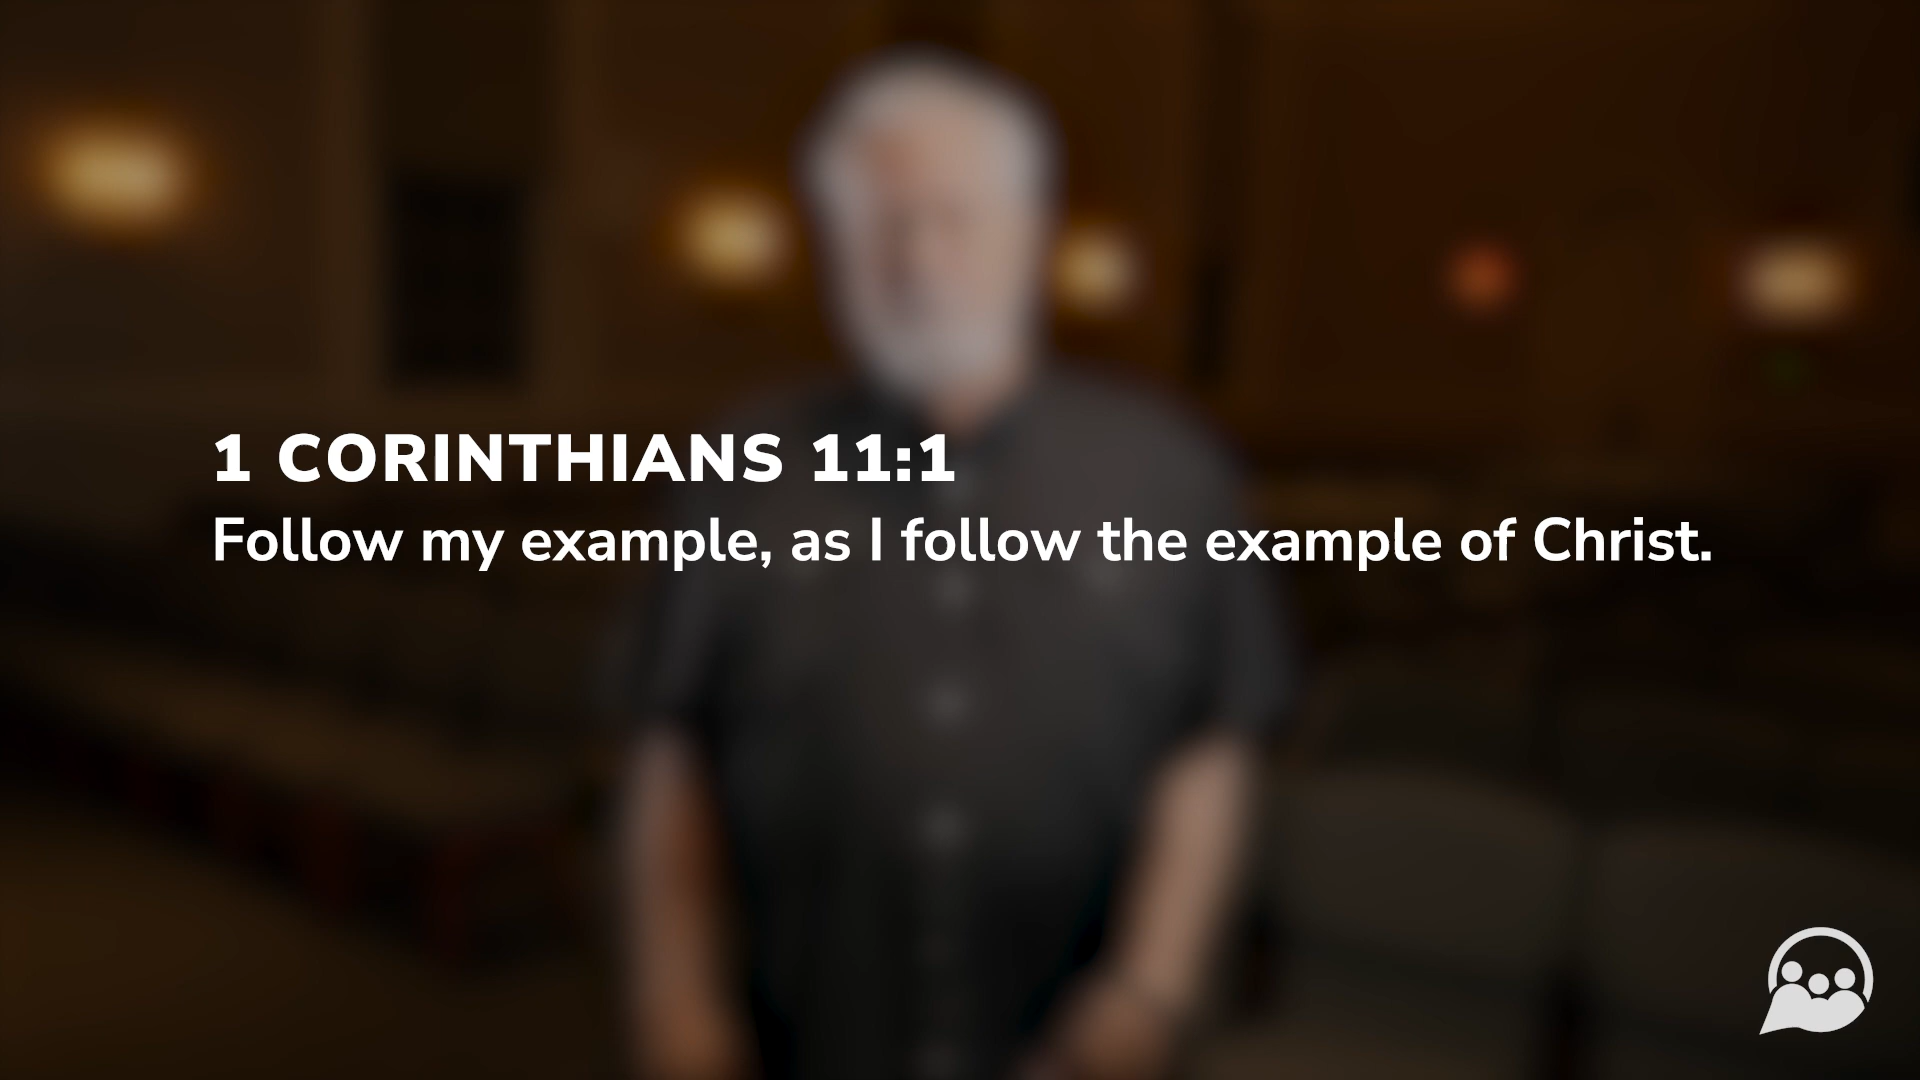 1 CORINTHIANS 11:1
Follow my example, as I follow the example of Christ.